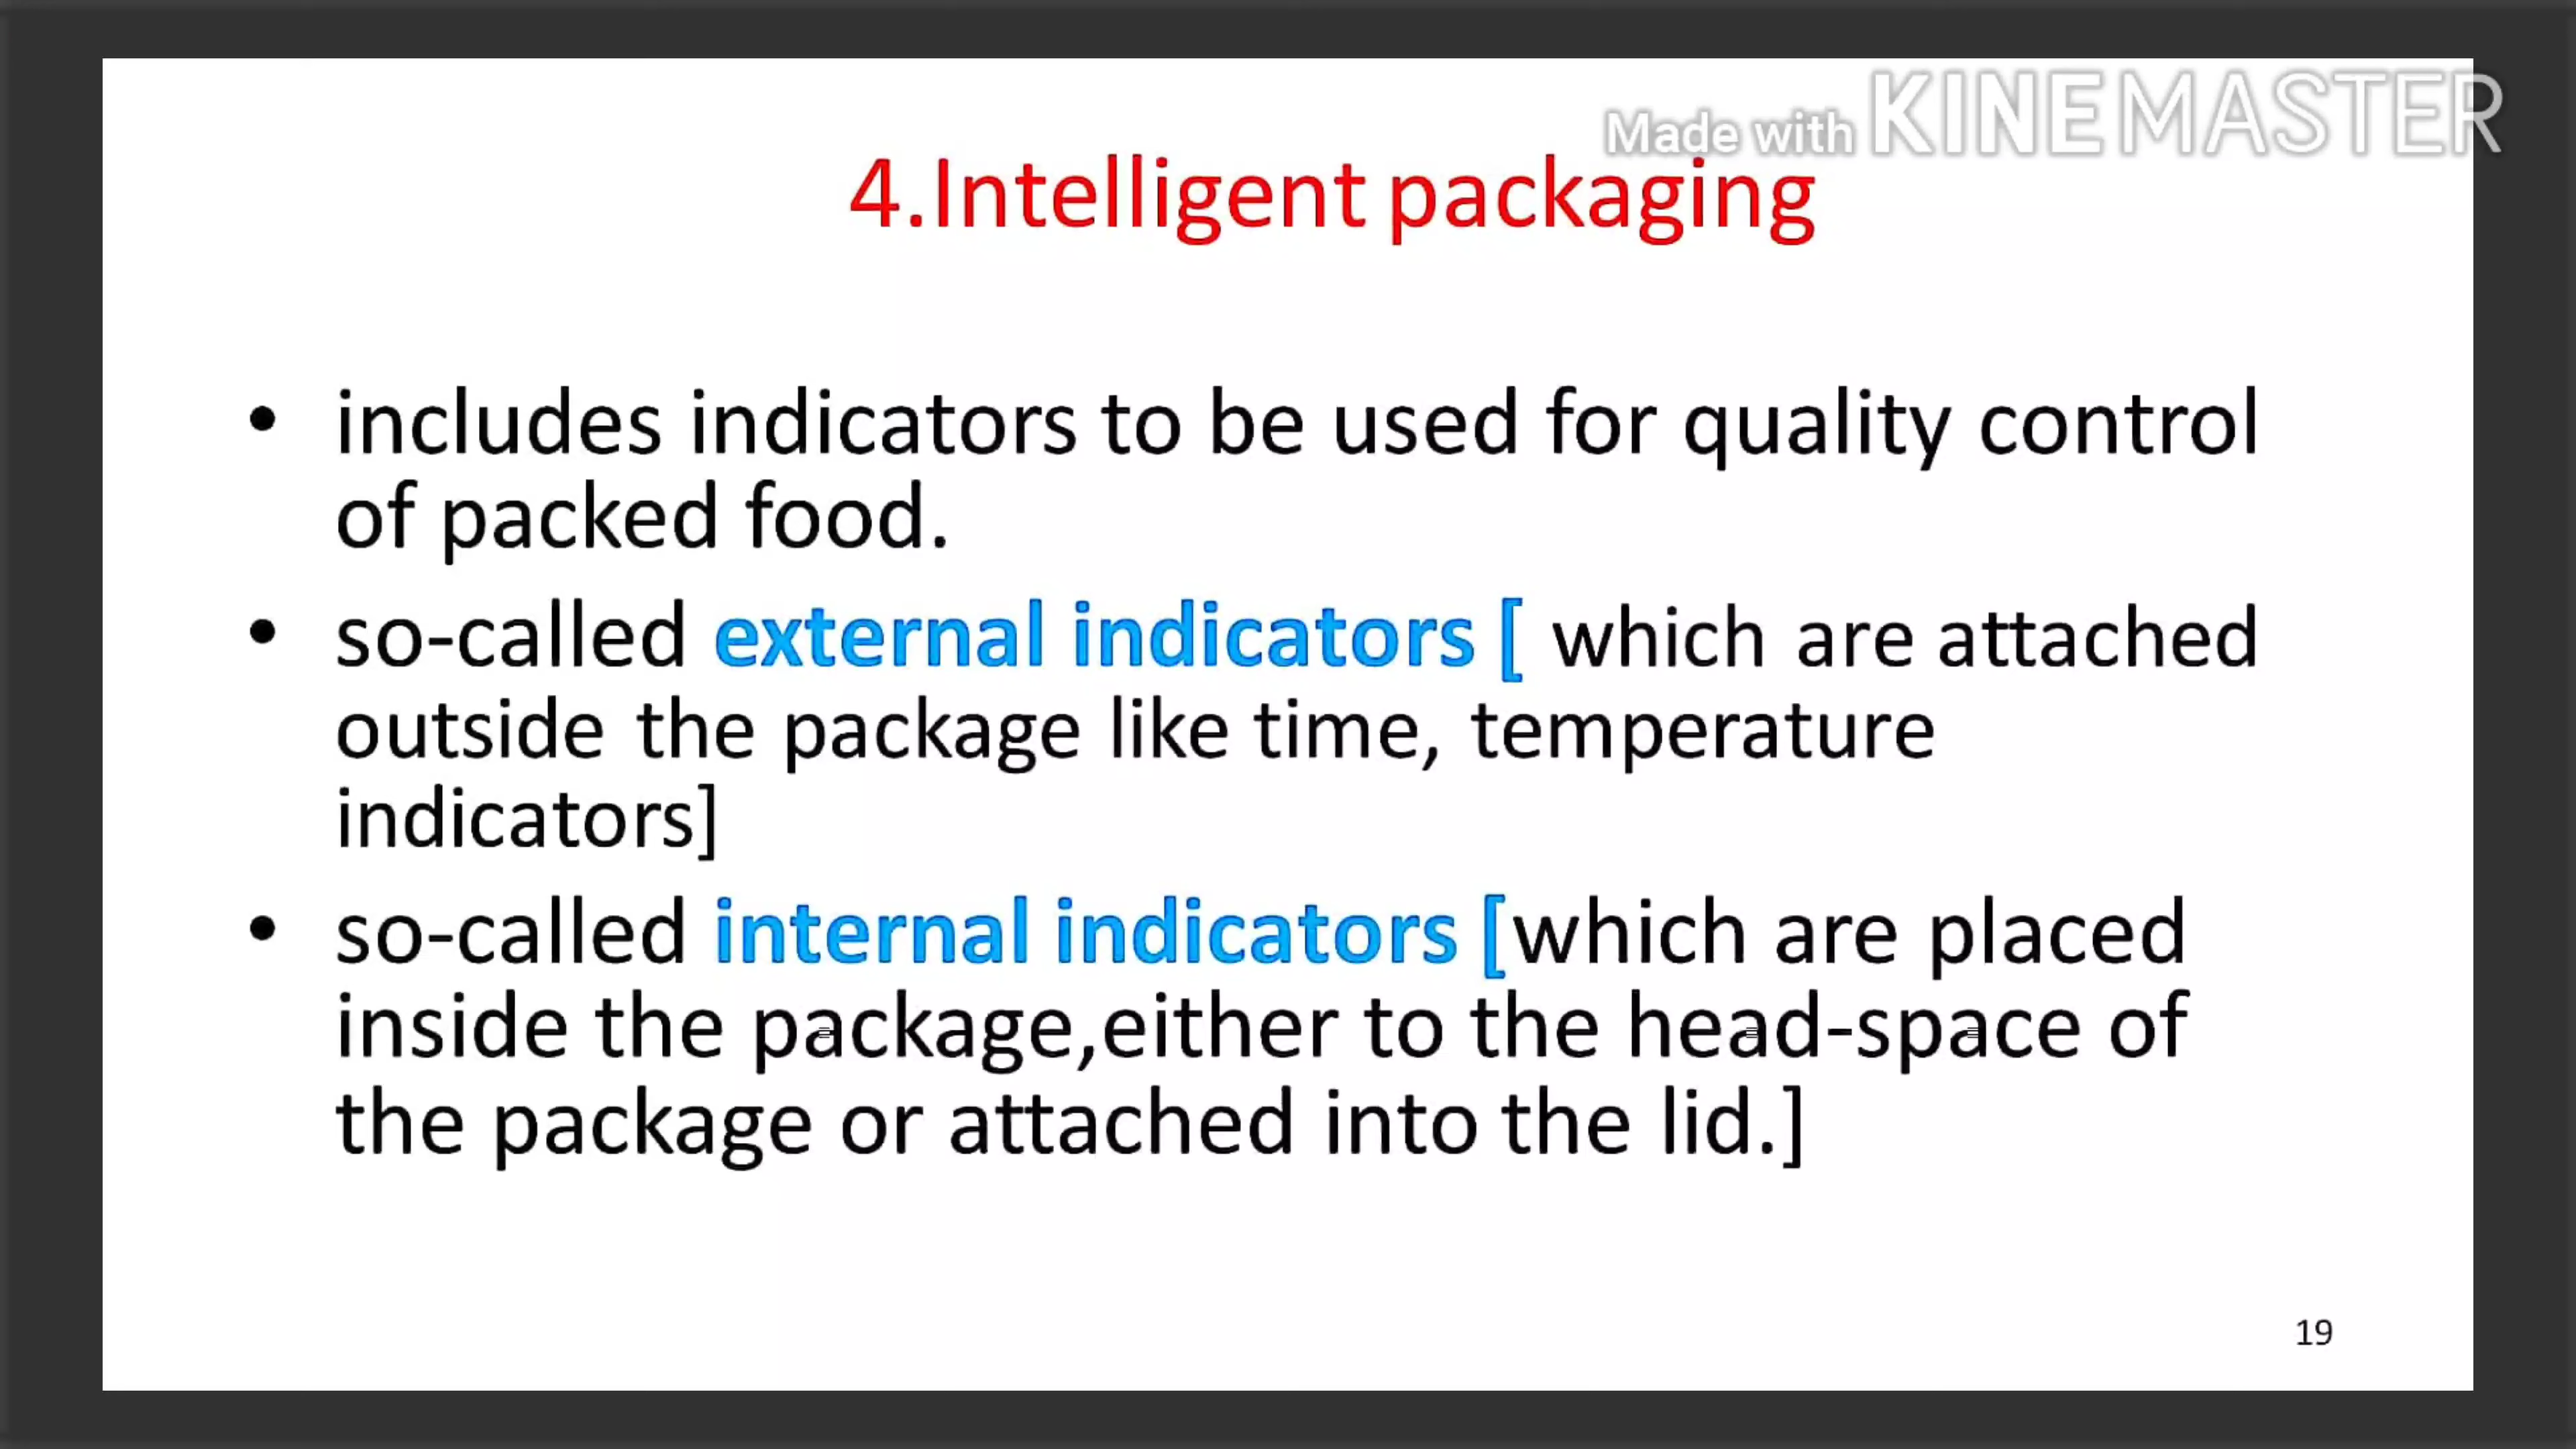 Made with KINEMASTER
4.Intelligent packaging
• includes indicators to be used for quality control
of packed food.
• so-called external indicators [ which are attached
outside the package like time, temperature
indicators]
• so-called internal indicators [which are placed
inside the package,either to the head-space of
the package or attached into the lid.]
19